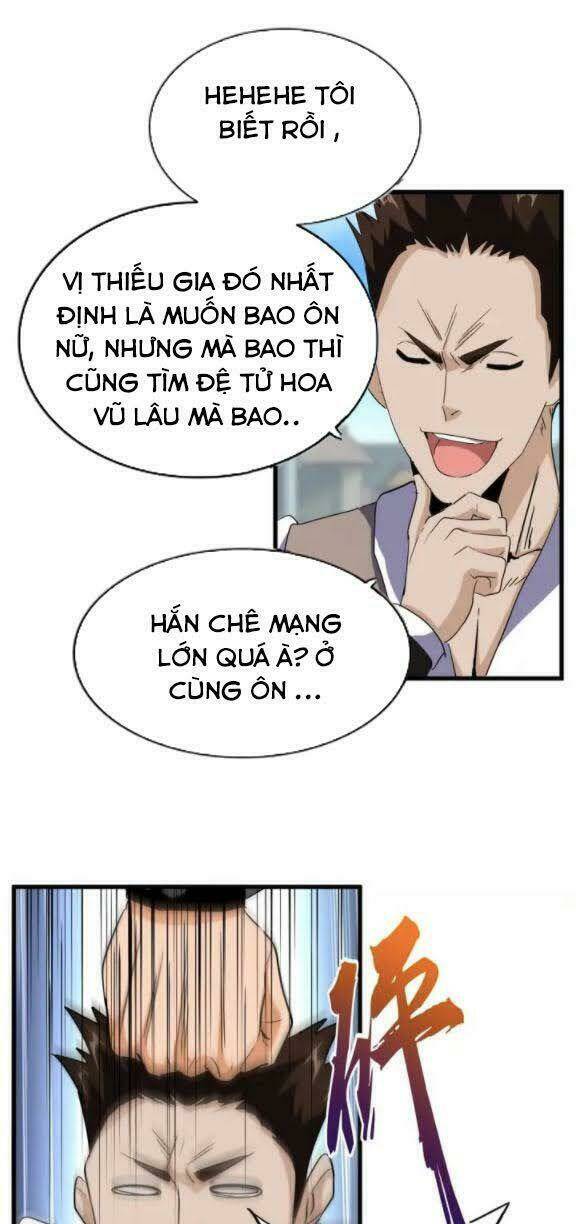 HEHEHE TÔI
BIẾT RỒI ,
VỊ THIẾU GIA ĐÓ NHẤT
ĐỊNH LÀ MUỐN BAO ÔN
NỮ, NHƯNG MÀ BAO THÌ
CŨNG TÌM ĐỆ TỬ HOA
VŨ LÂU MÀ BAO..
HẮN CHÊ MẠNG
LỚN QUÁ À? Ở
CÙNG ÔN ...
怦